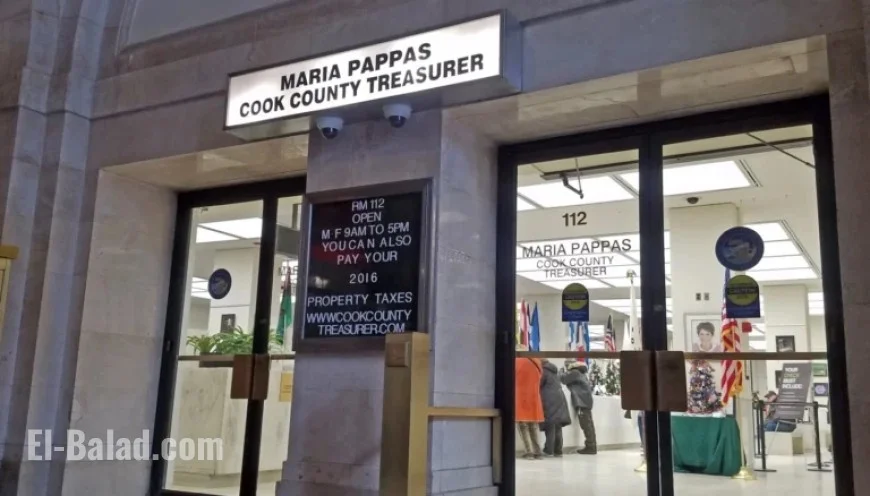 MARIA PAPPAS
COOK COUNTY TREASURER
RM 112
OPEN
M F 9AM TO 5PM
YOU CAN ALSO
PAY YOUR
2016
PROPERTY TAXES
WWW.COOKCOUNTY
TREASURER.COM
112
MARIA PAPPAS
COOK COUNTY
TREASURER
El-Balad.com